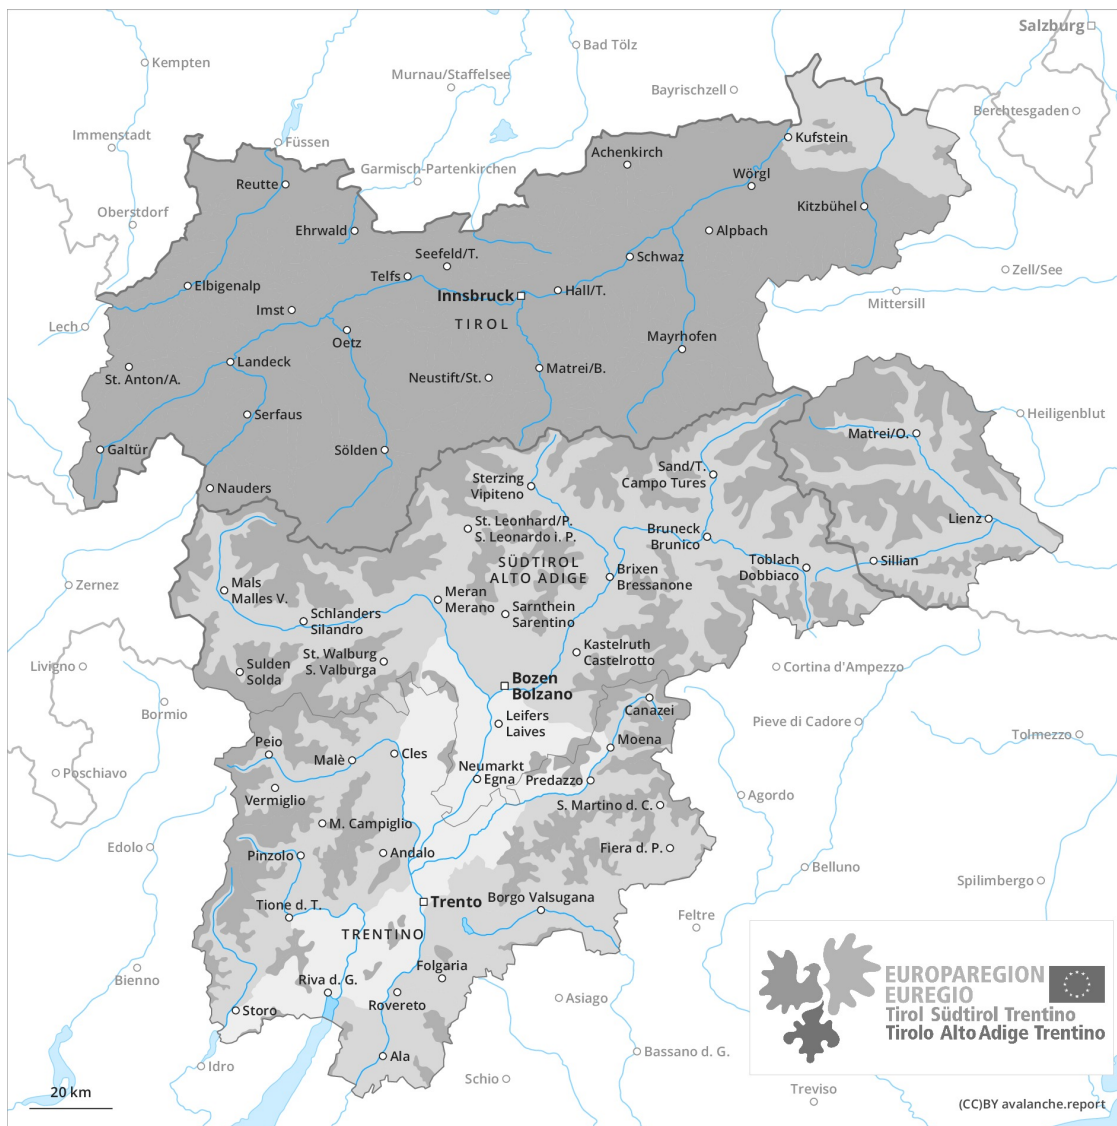 Salzburg
Bad Tölz
Kempten
Murnau/Staffelsee
Bayrischzell
Berchtesgaden
Immenstadt
Füssen
Kufstein
Achenkirch
Garmisch-Partenkirchen
Wörgl
Reutte
Oberstdorf
Kitzbühel
Ehrwald
Alpbach
Seefeld/T.
Schwaz
Zell/See
Telfs
Elbigenalp
Innsbruck
Hall/T.
Mittersill
Imst
TIROL
Lech
Oetz
Mayrhofen
Landeck
Matrei/B.
St. Anton/A.
Neustift/St.
Serfaus
Heiligenblut
Matrei/O.
Galtür
Sölden
Sterzing
Vipiteno
Sand/T.
Campo Tures
Nauders
Lienz
St. Leonhard/P.
S. Leonardo i. P.
Bruneck
Brunico
SÜDTIROL
ALTO ADIGE
Toblach
Dobbiaco
Sillian
Brixen
Bressanone
Zernez
Mals
Malles V.
Meran
Merano
Sarnthein
Sarentino
Schlanders
Silandro
Kastelruth
Castelrotto
St. Walburg
S. Valburga
Livigno
Sulden
Solda
Cortina d'Ampezzo
Bozen
Bolzano
Bormio
Canazei
Leifers
Laives
Pieve di Cadore
Moena
Tolmezzo
Peio
Malè
Cles
Neumarkt
Egna
Predazzo
Poschiavo
Vermiglio
Agordo
S. Martino d. C.
M. Campiglio
Edolo
Pinzolo
Andalo
Fiera d. P.
Belluno
Spilimbergo
Tione d. T.
Trento
Borgo Valsugana
Feltre
TRENTINO
Bienno
Folgaria
Riva d. G.
Rovereto
Asiago
Storo
Ala
Idro
Bassano d. G.
Schio
Treviso
EUROPAREGION
EUREGIO
Tirol Südtirol Trentino
Tirolo Alto Adige Trentino
20 km
(CC)BY avalanche.report